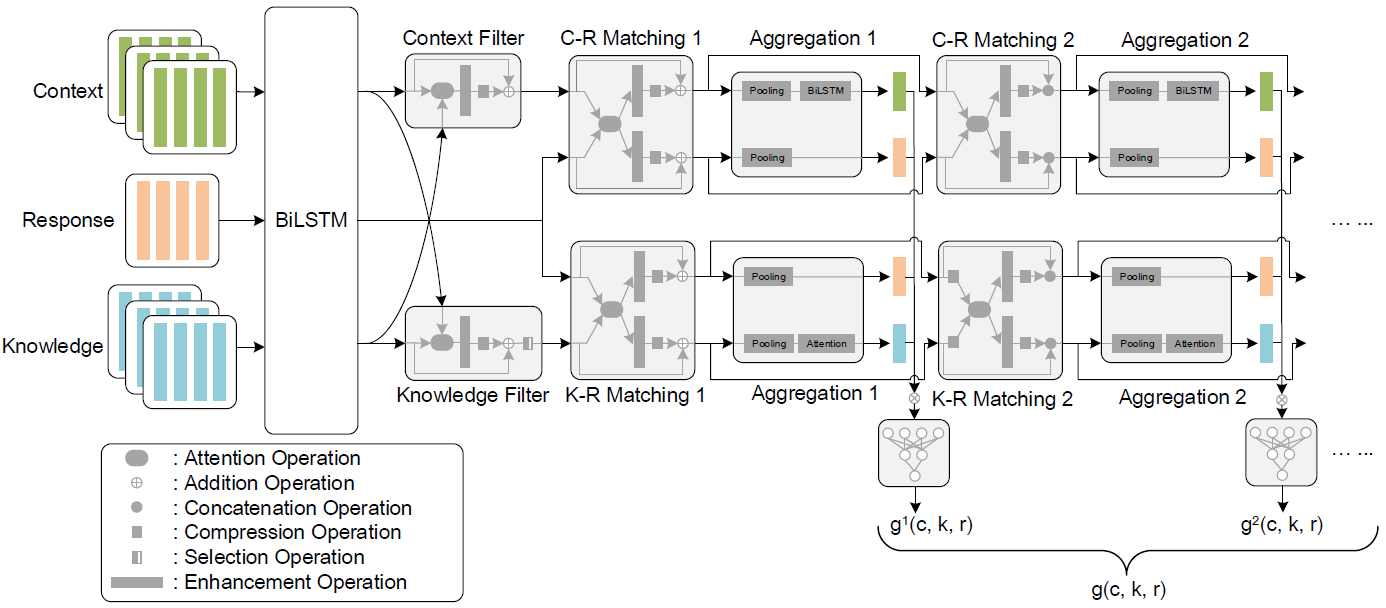 Context Filter
C-R Matching 1
Aggregation 1
C-R Matching 2
Aggregation 2
Context
Pooling
BiLSTM
Pooling
BiLSTM
Pooling
Pooling
Response
BiLSTM
... ...
Pooling
Pooling
Knowledge
Pooling
Attention
Pooling
Attention
Knowledge Filter
K-R Matching 1
Aggregation 1
K-R Matching 2
Aggregation 2
: Attention Operation
: Addition Operation
: Concatenation Operation
: Compression Operation
: Selection Operation
: Enhancement Operation
... ...
g¹(c, k, r)
g²(c, k, r)
g(c, k, r)